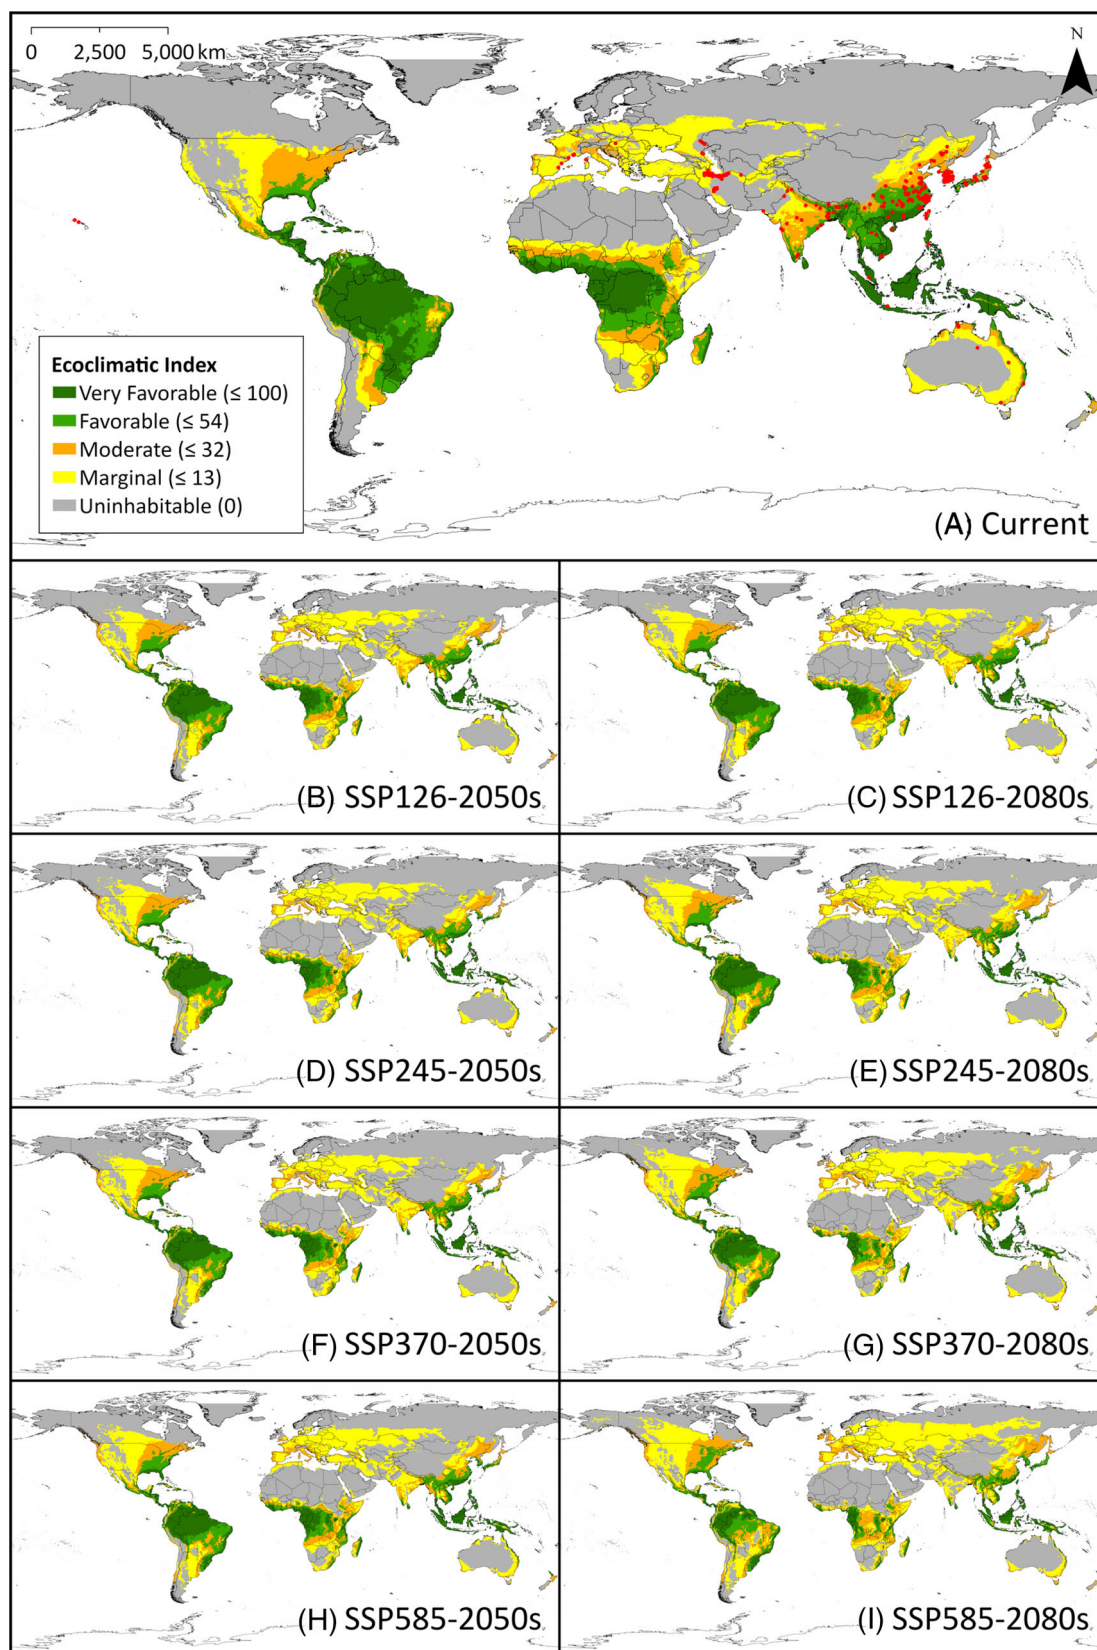 0 2,500 5,000 km
N
Ecoclimatic Index
Very Favorable (≤ 100)
Favorable (≤ 54)
Moderate (≤ 32)
Marginal (≤ 13)
Uninhabitable (0)
(A) Current
(B) SSP126-2050s
(C) SSP126-2080s
(D) SSP245-2050s
(E) SSP245-2080s
(F) SSP370-2050s
(G) SSP370-2080s
(H) SSP585-2050s
(I) SSP585-2080s